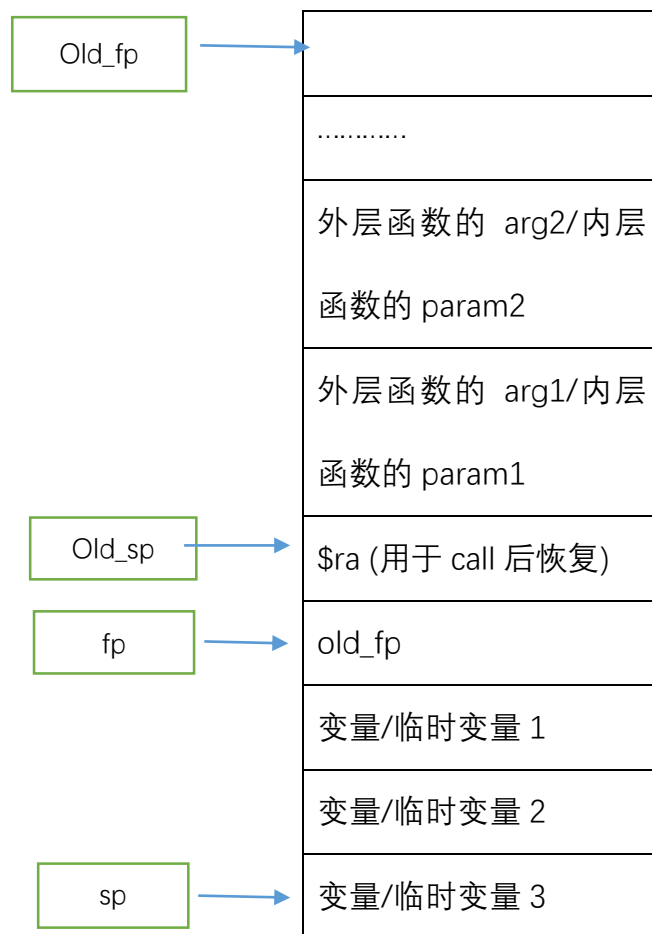 Old_fp
…………
外层函数的 arg2/内层
函数的 param2
外层函数的 arg1/内层
函数的 param1
Old_sp
$ra (用于 call 后恢复)
fp
old_fp
变量/临时变量 1
变量/临时变量 2
sp
变量/临时变量 3